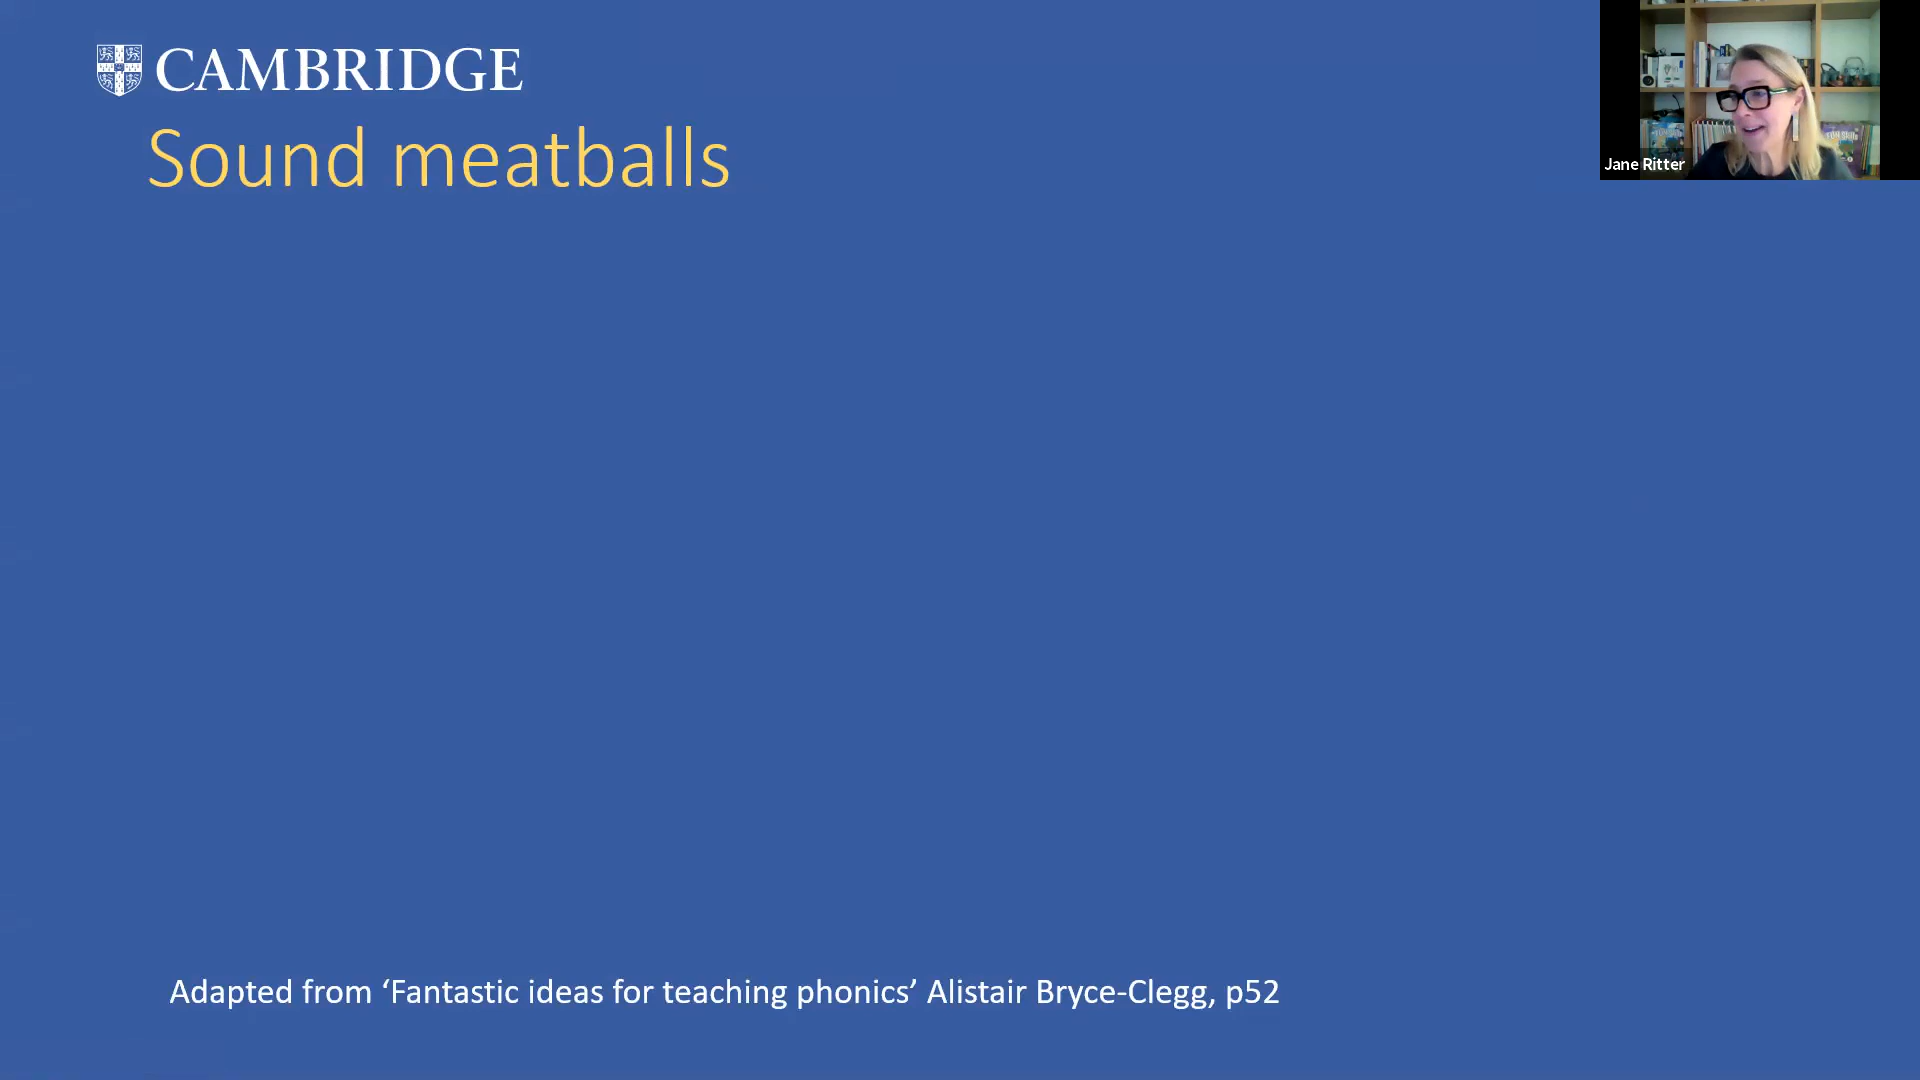 CAMBRIDGE
Sound meatballs
Jane Ritter
Adapted from ‘Fantastic ideas for teaching phonics’ Alistair Bryce-Clegg, p52